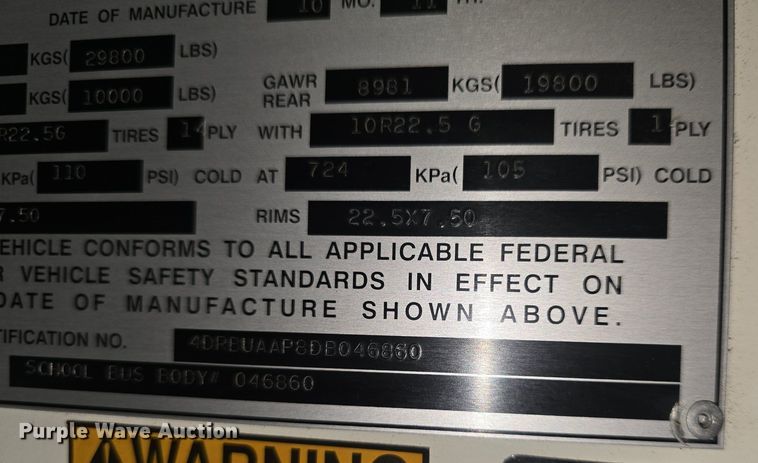 DATE OF MANUFACTURE 10 MO. 11
KGS( 29800 LBS)
KGS( 10000 LBS) GAWR REAR 8981 KGS( 19800 LBS)
R22.5G TIRES 14 PLY WITH 10R22.5 G TIRES 1 PLY
KPa( 110 PSI) COLD AT 724 KPa( 105 PSI) COLD
7.50 RIMS 22.5X7.50
EHICLE CONFORMS TO ALL APPLICABLE FEDERAL
R VEHICLE SAFETY STANDARDS IN EFFECT ON
DATE OF MANUFACTURE SHOWN ABOVE.
TIFICATION NO. 4DRBUAAP8DB046860
SCHOOL BUS BODY# 046860
Purple Wave Auction
WARNING